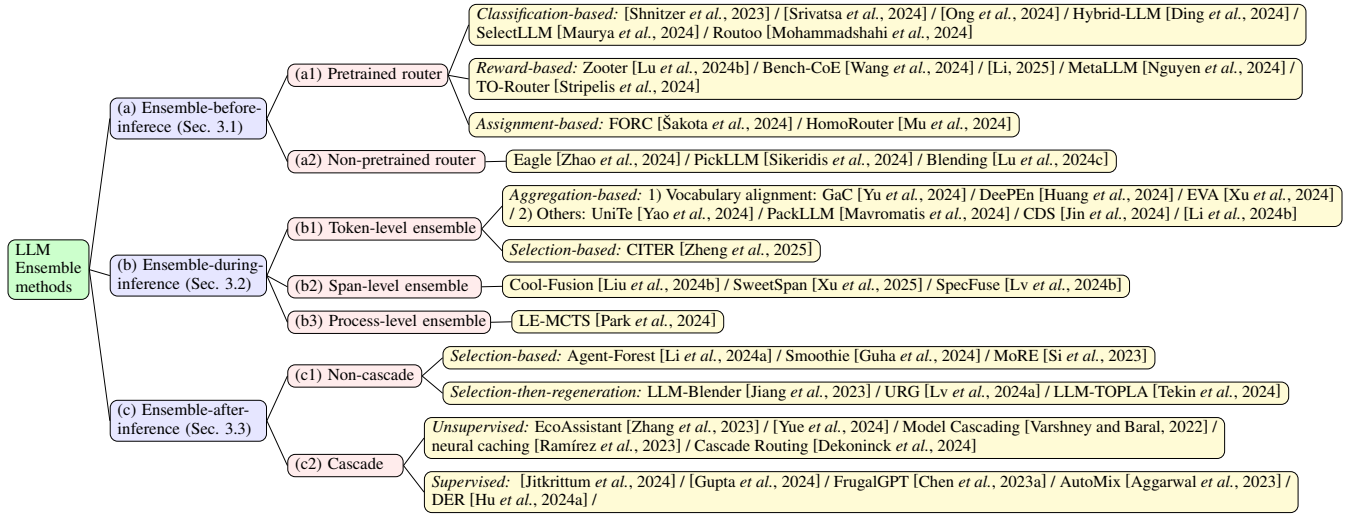 LLM
Ensemble
methods
(a) Ensemble-before-
inferece (Sec. 3.1)
(a1) Pretrained router
Classification-based: [Shnitzer et al., 2023] / [Srivatsa et al., 2024] / [Ong et al., 2024] / Hybrid-LLM [Ding et al., 2024] /
SelectLLM [Maurya et al., 2024] / Routoo [Mohammadshahi et al., 2024]
Reward-based: Zooter [Lu et al., 2024b] / Bench-CoE [Wang et al., 2024] / [Li, 2025] / MetaLLM [Nguyen et al., 2024] /
TO-Router [Stripelis et al., 2024]
Assignment-based: FORC [Šakota et al., 2024] / HomoRouter [Mu et al., 2024]
(a2) Non-pretrained router
Eagle [Zhao et al., 2024] / PickLLM [Sikeridis et al., 2024] / Blending [Lu et al., 2024c]
(b) Ensemble-during-
inference (Sec. 3.2)
(b1) Token-level ensemble
Aggregation-based: 1) Vocabulary alignment: GaC [Yu et al., 2024] / DeePEn [Huang et al., 2024] / EVA [Xu et al., 2024]
/ 2) Others: UniTe [Yao et al., 2024] / PackLLM [Mavromatis et al., 2024] / CDS [Jin et al., 2024] / [Li et al., 2024b]
Selection-based: CITER [Zheng et al., 2025]
(b2) Span-level ensemble
Cool-Fusion [Liu et al., 2024b] / SweetSpan [Xu et al., 2025] / SpecFuse [Lv et al., 2024b]
(b3) Process-level ensemble
LE-MCTS [Park et al., 2024]
(c) Ensemble-after-
inference (Sec. 3.3)
(c1) Non-cascade
Selection-based: Agent-Forest [Li et al., 2024a] / Smoothie [Guha et al., 2024] / MoRE [Si et al., 2023]
Selection-then-regeneration: LLM-Blender [Jiang et al., 2023] / URG [Lv et al., 2024a] / LLM-TOPLA [Tekin et al., 2024]
(c2) Cascade
Unsupervised: EcoAssistant [Zhang et al., 2023] / [Yue et al., 2024] / Model Cascading [Varshney and Baral, 2022] /
neural caching [Ramírez et al., 2023] / Cascade Routing [Dekoninck et al., 2024]
Supervised: [Jitkrittum et al., 2024] / [Gupta et al., 2024] / FrugalGPT [Chen et al., 2023a] / AutoMix [Aggarwal et al., 2023] /
DER [Hu et al., 2024a] /